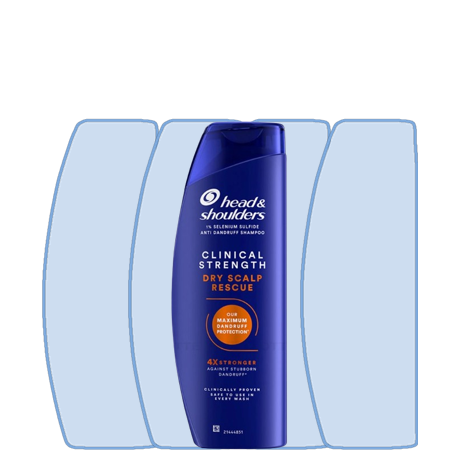 head&
shoulders
1% SELENIUM SULFIDE
ANTI DANDRUFF SHAMPOO
CLINICAL
STRENGTH
DRY SCALP
RESCUE
OUR
MAXIMUM
DANDRUFF
PROTECTION*
4X STRONGER
AGAINST STUBBORN
DANDRUFF*
CLINICALLY PROVEN
SAFE TO USE IN
EVERY WASH
21444851